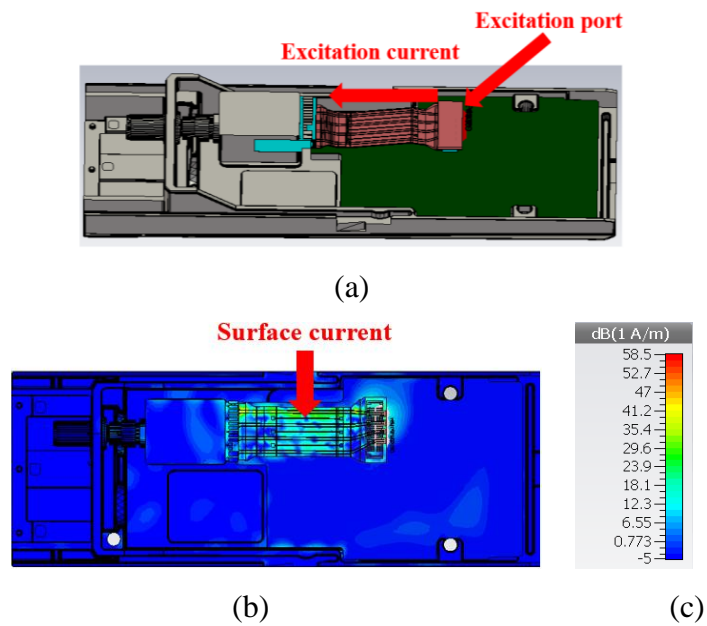 Excitation port
Excitation current
(a)
Surface current
dB(1 A/m)
58.5
52.7
47
41.2
35.4
29.6
23.9
18.1
12.3
6.55
0.773
-5
(b)
(c)